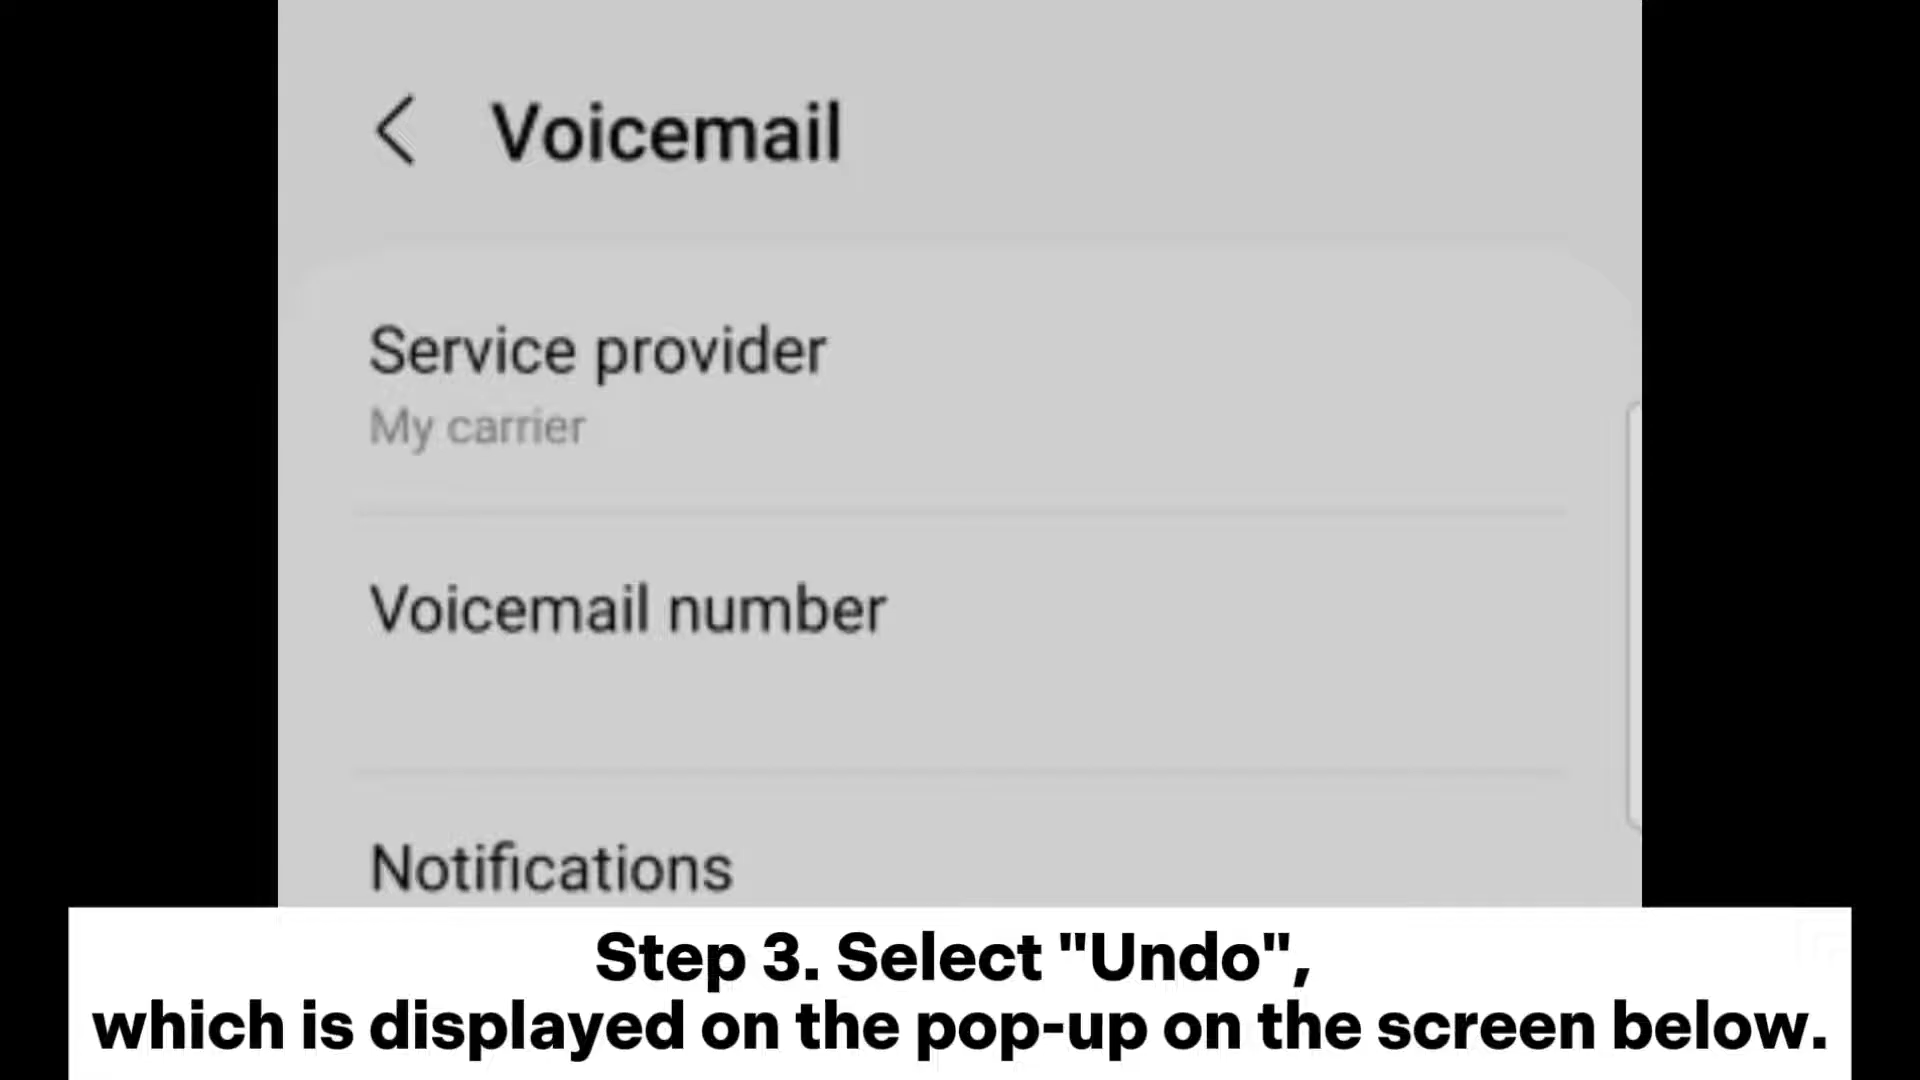 Voicemail
Service provider
My carrier
Voicemail number
Notifications
Step 3. Select "Undo",
which is displayed on the pop-up on the screen below.